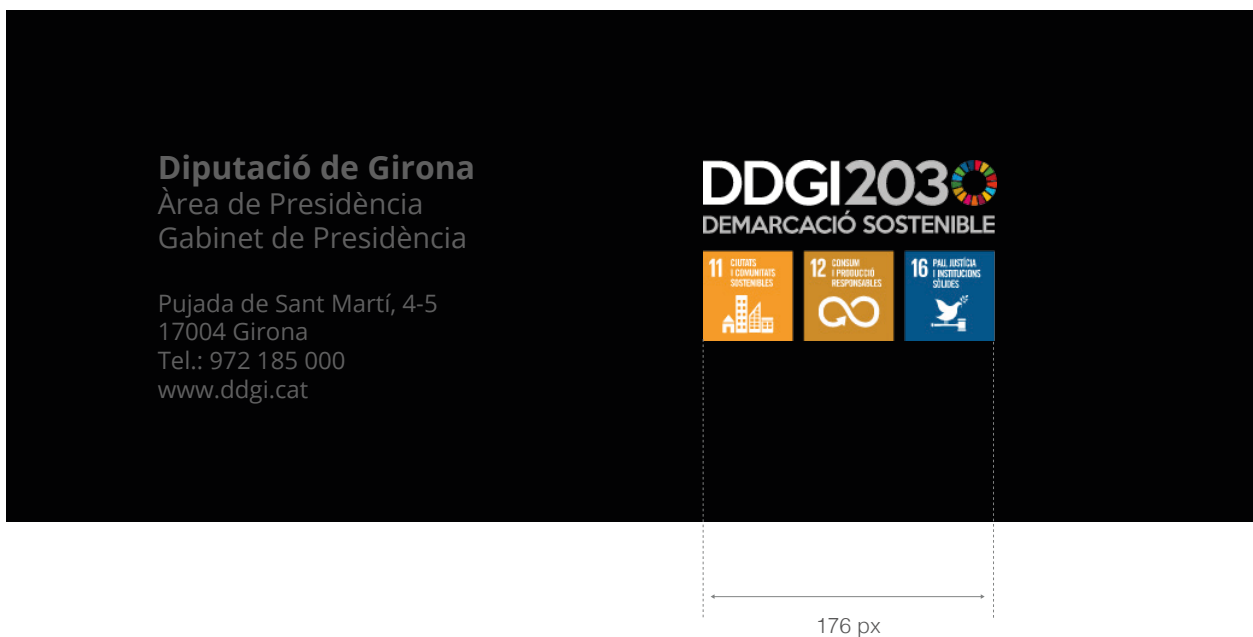 Diputació de Girona
Àrea de Presidència
Gabinet de Presidència
Pujada de Sant Martí, 4-5
17004 Girona
Tel.: 972 185 000
www.ddgi.cat
DDGI2030
DEMARCACIÓ SOSTENIBLE
11 CIUTATS
I COMUNITATS
SOSTENIBLES
12 CONSUM
I PRODUCCIÓ
RESPONSABLES
16 PAU, JUSTÍCIA
I INSTITUCIONS
SÒLIDES
176 px